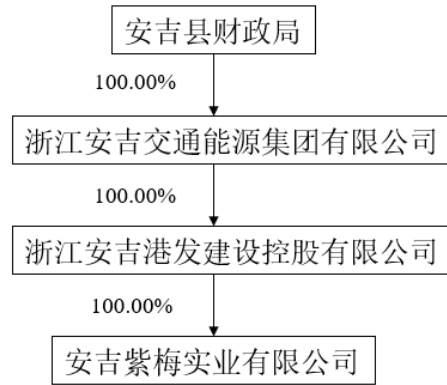 安吉县财政局
100.00%
浙江安吉交通能源集团有限公司
100.00%
浙江安吉港发建设控股有限公司
100.00%
安吉紫梅实业有限公司